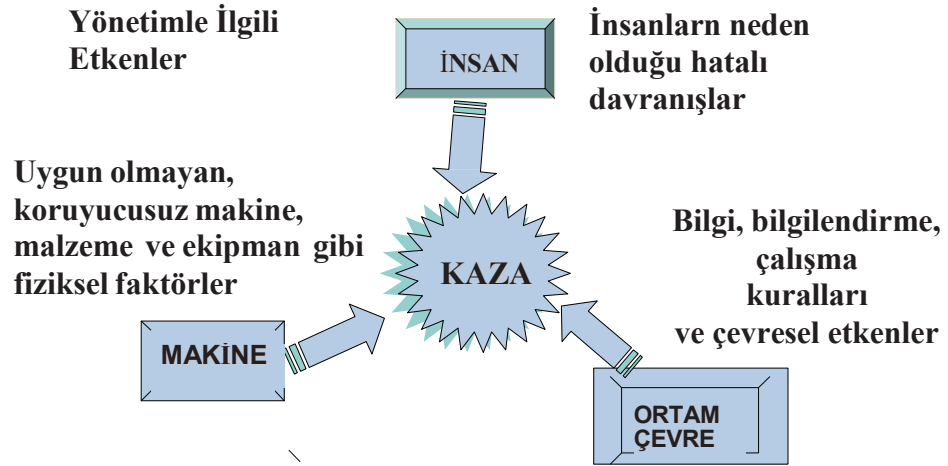 Yönetimle İlgili
Etkenler
İNSAN
İnsanlarn neden
olduğu hatalı
davranışlar
Uygun olmayan,
koruyucusuz makine,
malzeme ve ekipman gibi
fiziksel faktörler
KAZA
Bilgi, bilgilendirme,
çalışma
kuralları
ve çevresel etkenler
MAKİNE
ORTAM
ÇEVRE